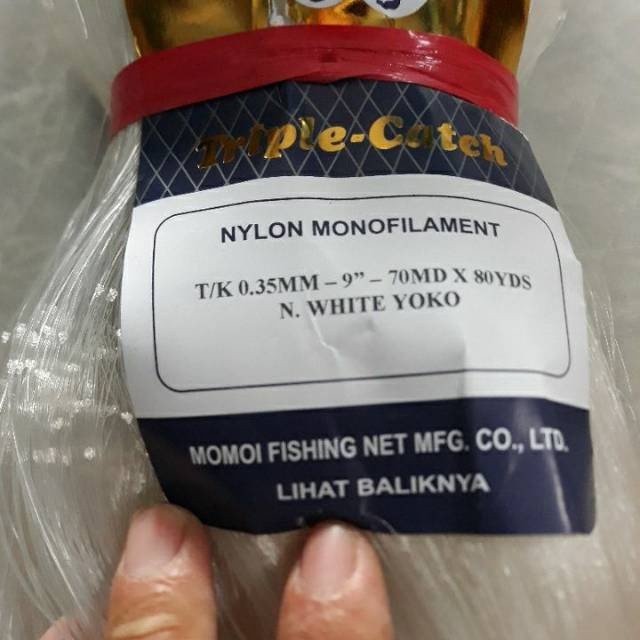 Triple-Catch
NYLON MONOFILAMENT
T/K 0.35MM – 9” – 70MD X 80YDS
N. WHITE YOKO
MOMOI FISHING NET MFG. CO., LTD.
LIHAT BALIKNYA